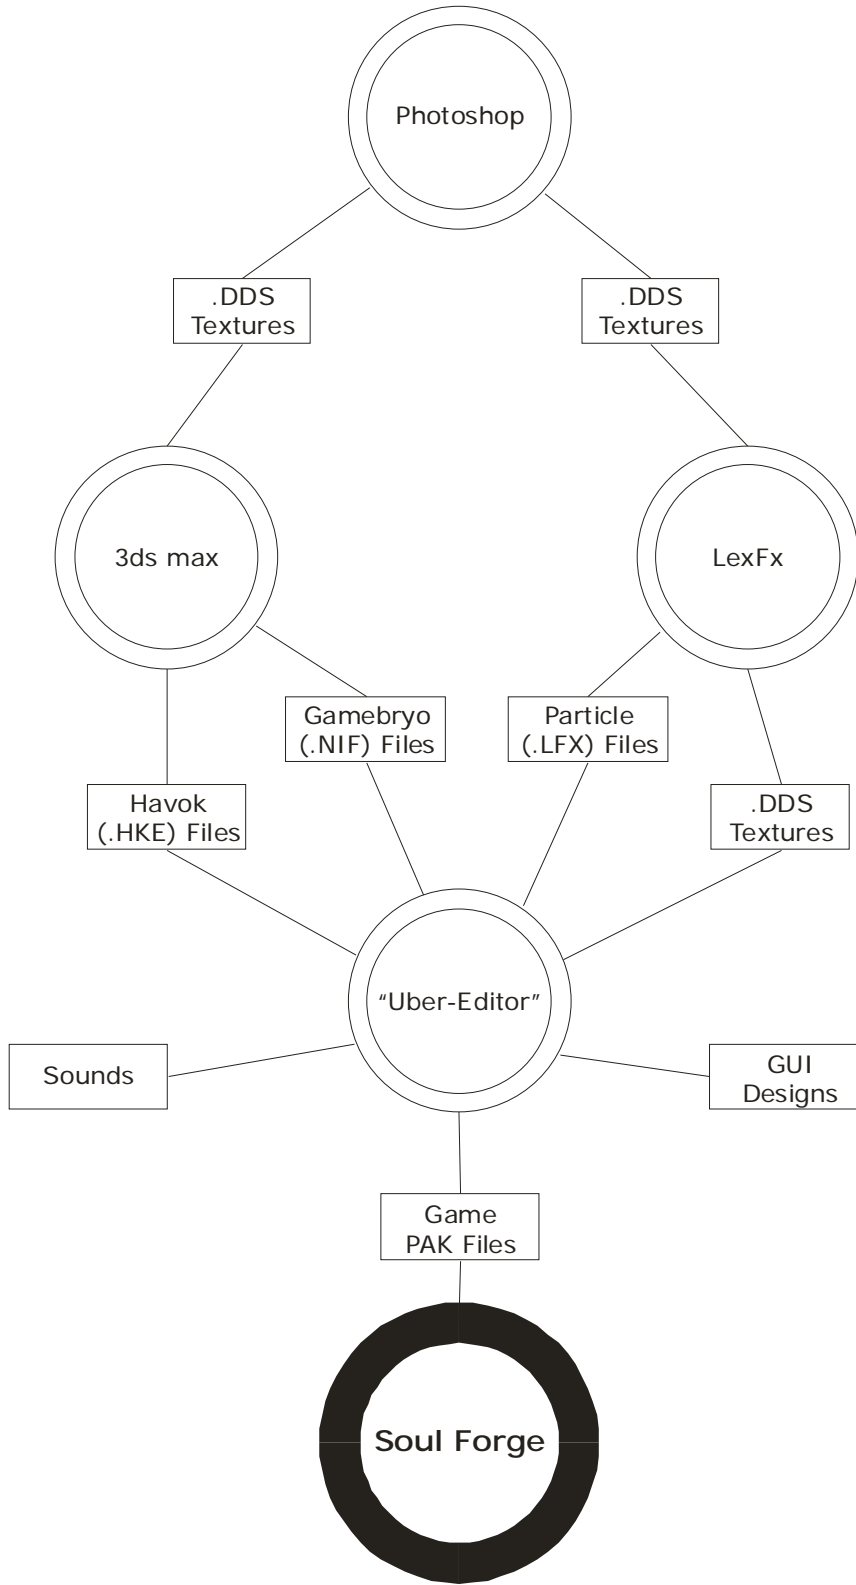 Photoshop
.DDS
Textures
.DDS
Textures
3ds max
LexFx
Gamebryo
(.NIF) Files
Particle
(.LFX) Files
Havok
(.HKE) Files
.DDS
Textures
“Uber-Editor”
Sounds
GUI
Designs
Game
PAK Files
Soul Forge